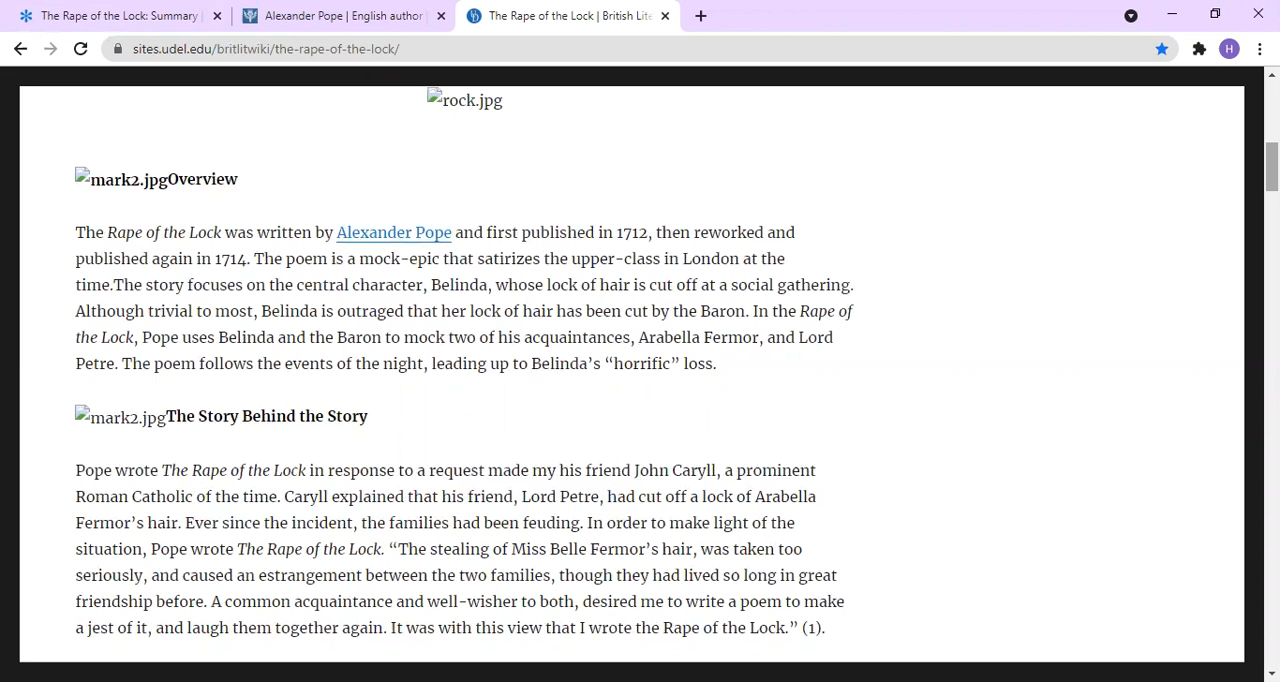 The Rape of the Lock: Summary
Alexander Pope | English author
The Rape of the Lock | British Lite
sites.udel.edu/britlitwiki/the-rape-of-the-lock/
H
rock.jpg
mark2.jpgOverview
The Rape of the Lock was written by Alexander Pope and first published in 1712, then reworked and
published again in 1714. The poem is a mock-epic that satirizes the upper-class in London at the
time.The story focuses on the central character, Belinda, whose lock of hair is cut off at a social gathering.
Although trivial to most, Belinda is outraged that her lock of hair has been cut by the Baron. In the Rape of
the Lock, Pope uses Belinda and the Baron to mock two of his acquaintances, Arabella Fermor, and Lord
Petre. The poem follows the events of the night, leading up to Belinda’s “horrific” loss.
mark2.jpgThe Story Behind the Story
Pope wrote The Rape of the Lock in response to a request made my his friend John Caryll, a prominent
Roman Catholic of the time. Caryll explained that his friend, Lord Petre, had cut off a lock of Arabella
Fermor’s hair. Ever since the incident, the families had been feuding. In order to make light of the
situation, Pope wrote The Rape of the Lock. “The stealing of Miss Belle Fermor’s hair, was taken too
seriously, and caused an estrangement between the two families, though they had lived so long in great
friendship before. A common acquaintance and well-wisher to both, desired me to write a poem to make
a jest of it, and laugh them together again. It was with this view that I wrote the Rape of the Lock.” (1).